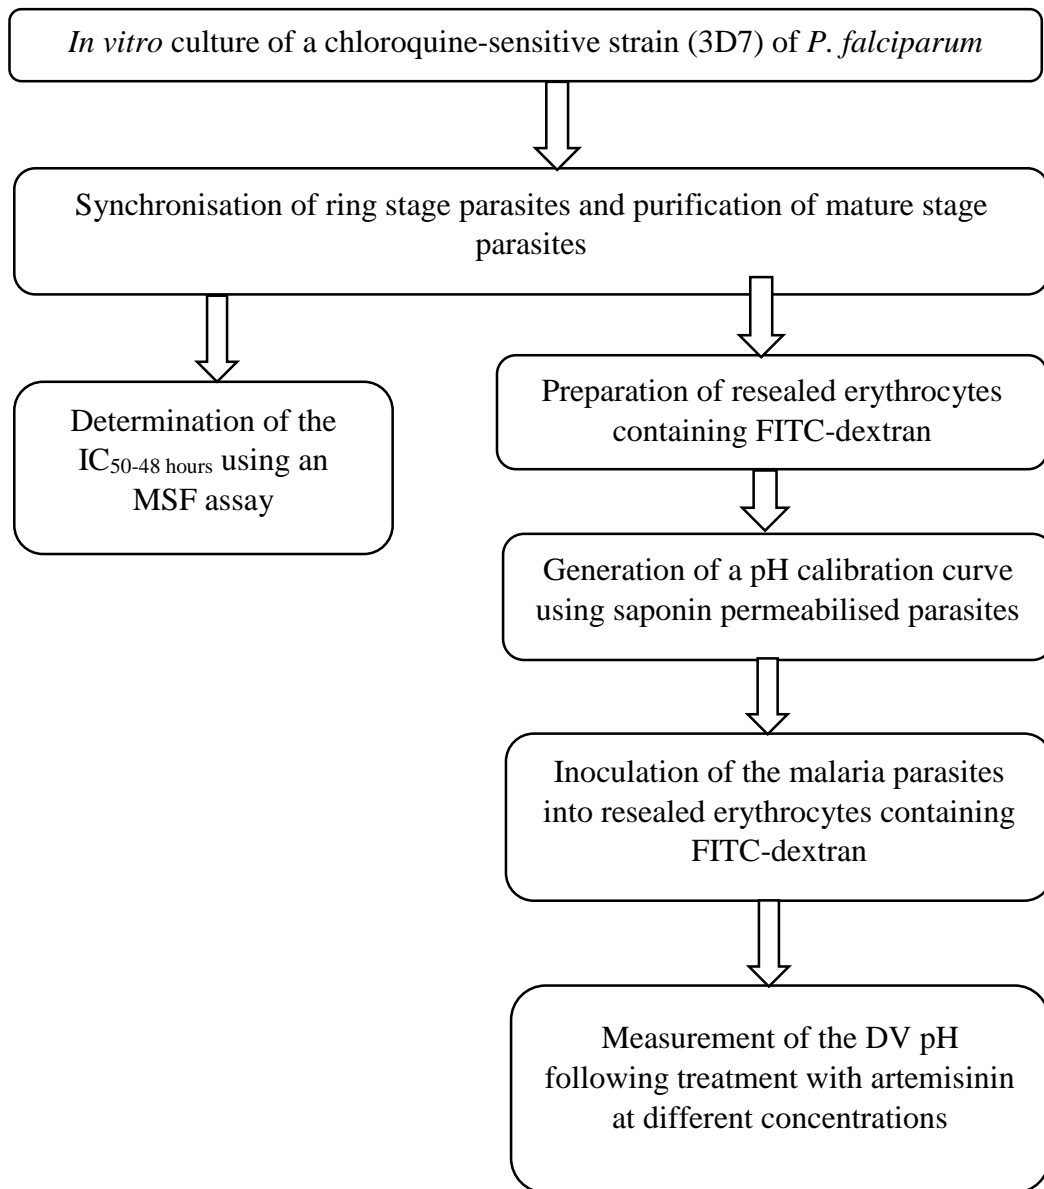 In vitro culture of a chloroquine-sensitive strain (3D7) of P. falciparum
Synchronisation of ring stage parasites and purification of mature stage
parasites
Determination of the
IC50-48 hours using an
MSF assay
Preparation of resealed erythrocytes
containing FITC-dextran
Generation of a pH calibration curve
using saponin permeabilised parasites
Inoculation of the malaria parasites
into resealed erythrocytes containing
FITC-dextran
Measurement of the DV pH
following treatment with artemisinin
at different concentrations